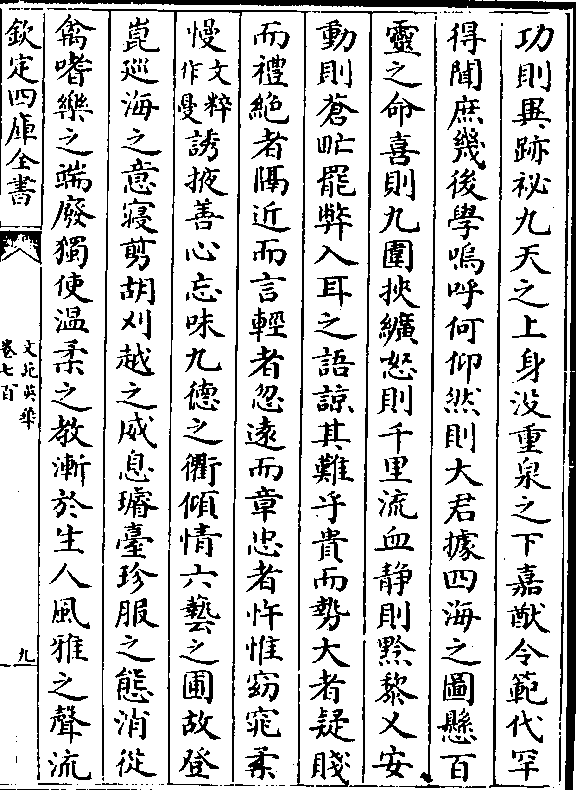 功則異跡祕九天之上身没重泉之下嘉猷令範代罕
得聞庶幾後學嗚呼何仰然則大君據四海之圖懸百
靈之命喜則九圍挾纊怒則千里流血静則黔黎乂安
動則蒼甿罷弊入耳之語諒其難乎貴而勢大者疑賤
而禮絶者隔近而言輕者忽遠而章忠者忤惟窈窕柔
慢文粹作曼誘掖善心忘味九德之衢傾情六藝之圃故登
崑廵海之意寢剪胡刈越之威息璿臺珍服之態消從
禽嗜樂之端廢獨使温柔之教漸於生人風雅之聲流
欽定四庫全書
文苑英華
卷七百
九